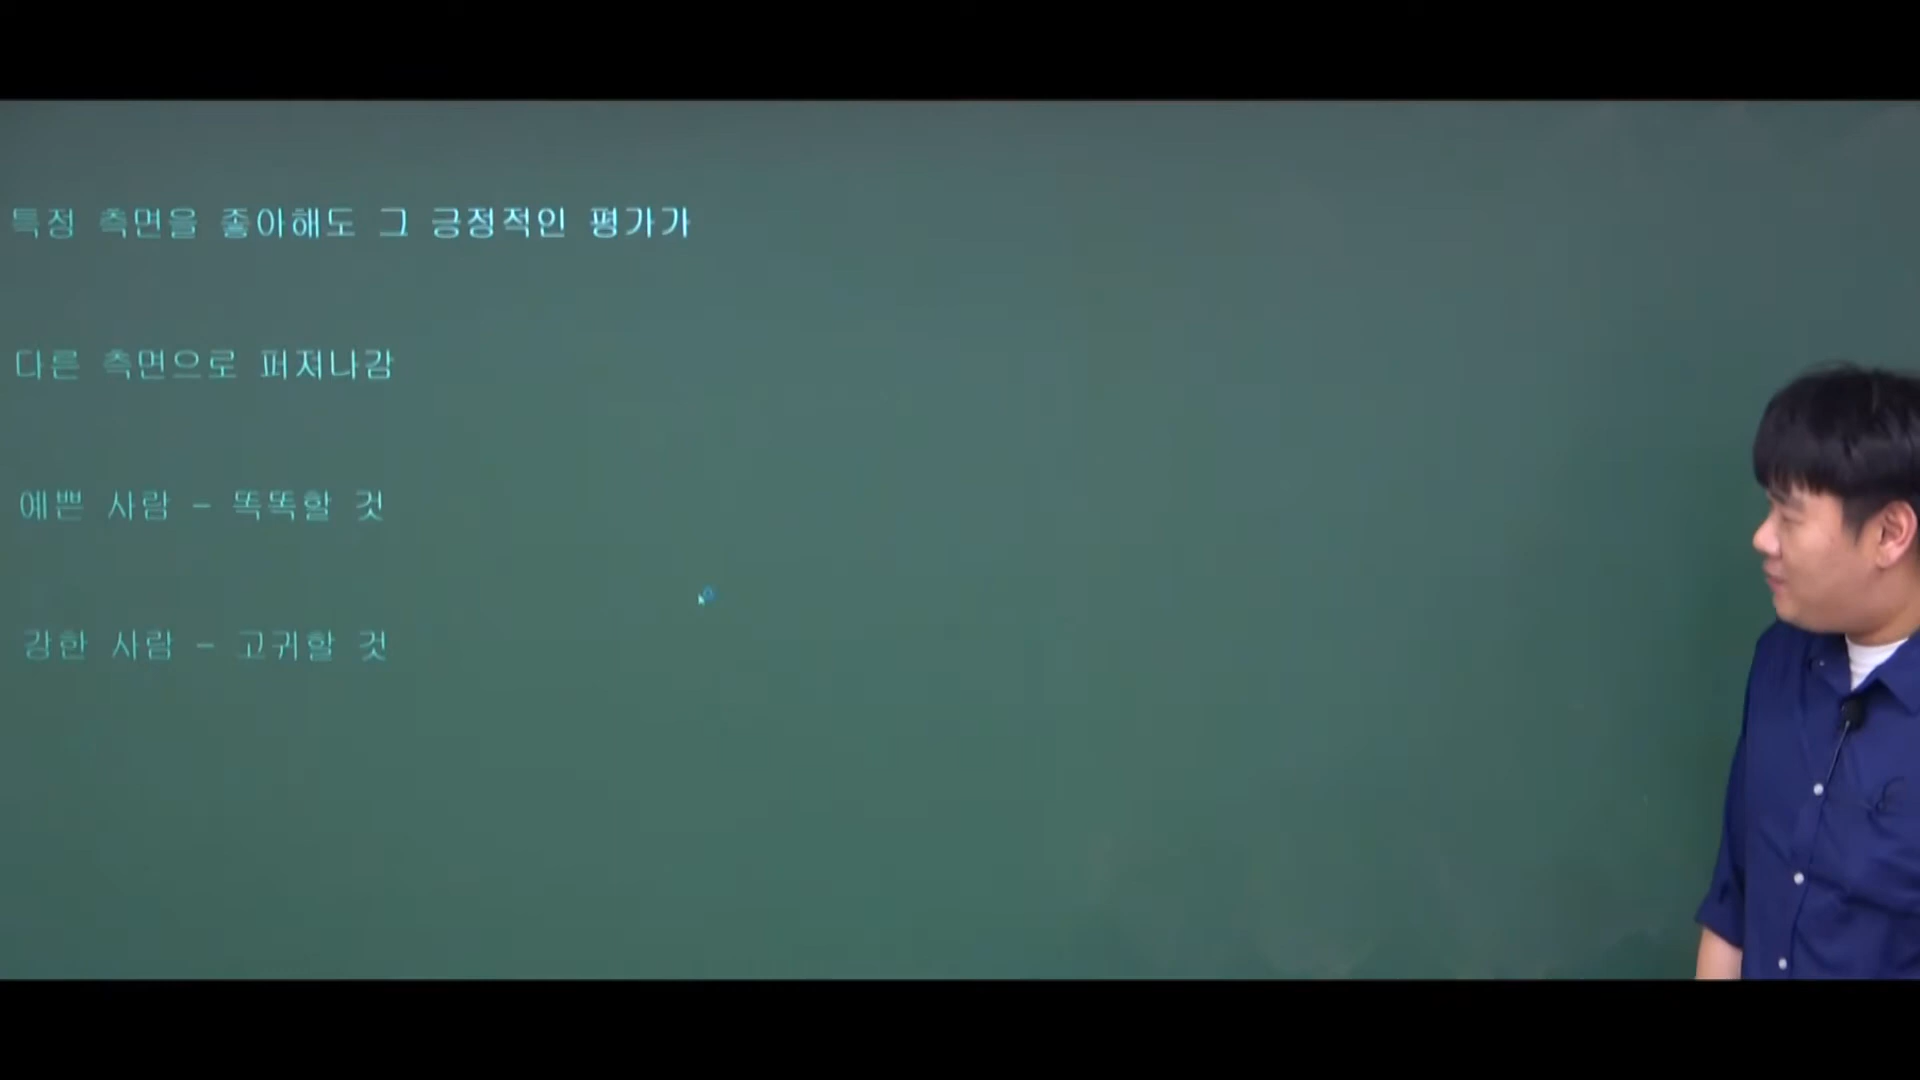 특정 측면을 좋아해도 그 긍정적인 평가가
다른 측면으로 퍼져나감
예쁜 사람 - 똑똑할 것
강한 사람 - 고귀할 것